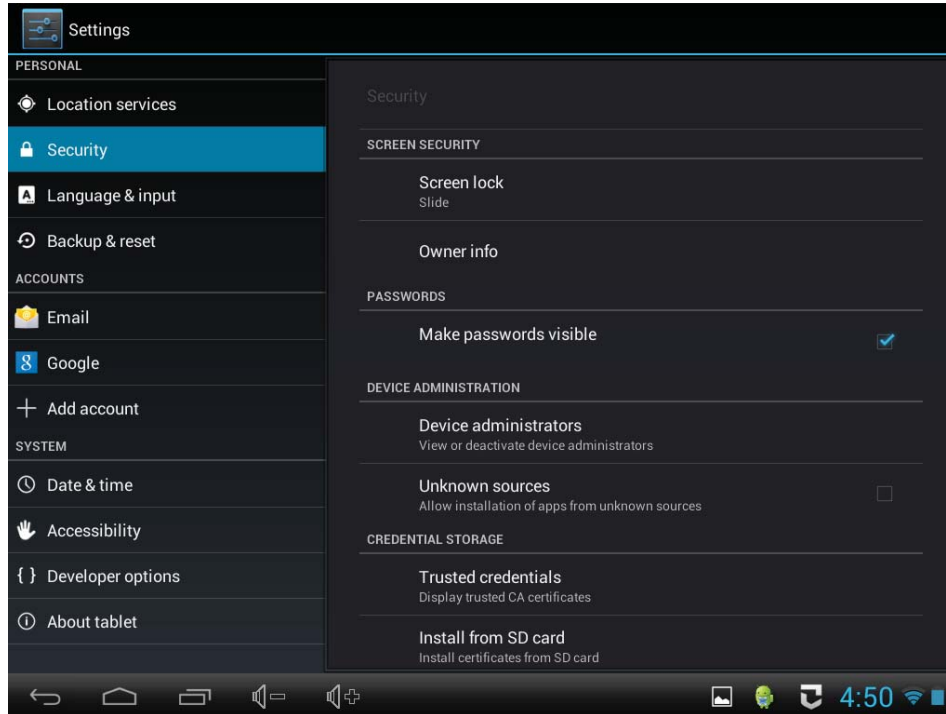 Settings
PERSONAL
Location services
Security
Language & input
Backup & reset
ACCOUNTS
Email
Google
Add account
SYSTEM
Date & time
Accessibility
{ } Developer options
About tablet
Security
SCREEN SECURITY
Screen lock
Slide
Owner info
PASSWORDS
Make passwords visible
DEVICE ADMINISTRATION
Device administrators
View or deactivate device administrators
Unknown sources
Allow installation of apps from unknown sources
CREDENTIAL STORAGE
Trusted credentials
Display trusted CA certificates
Install from SD card
Install certificates from SD card
4:50